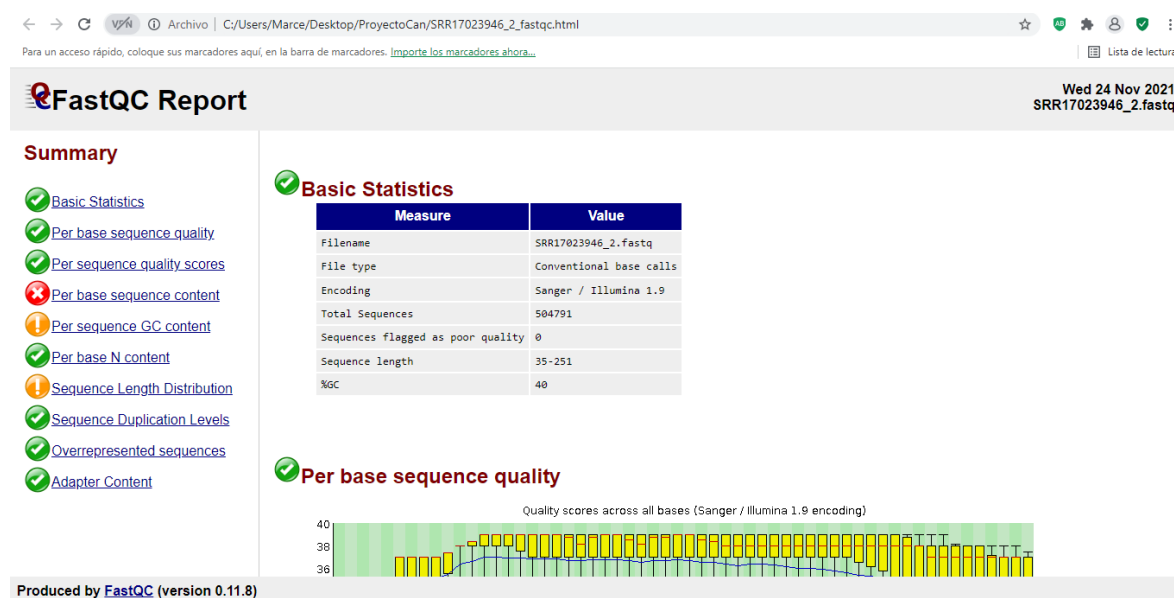 VPN Archivo C:/Users/Marce/Desktop/ProyectoCan/SRR17023946_2_fastqc.html AB
Para un acceso rápido, coloque sus marcadores aquí, en la barra de marcadores. Importe los marcadores ahora... Lista de lectura
FastQC Report
Wed 24 Nov 2021
SRR17023946_2.fastq
Summary
Basic Statistics
Per base sequence quality
Per sequence quality scores
Per base sequence content
Per sequence GC content
Per base N content
Sequence Length Distribution
Sequence Duplication Levels
Overrepresented sequences
Adapter Content
Basic Statistics
Measure Value
Filename SRR17023946_2.fastq
File type Conventional base calls
Encoding Sanger / Illumina 1.9
Total Sequences 504791
Sequences flagged as poor quality 0
Sequence length 35-251
%GC 40
Per base sequence quality
Quality scores across all bases (Sanger / Illumina 1.9 encoding)
40
38
36
Produced by FastQC (version 0.11.8)